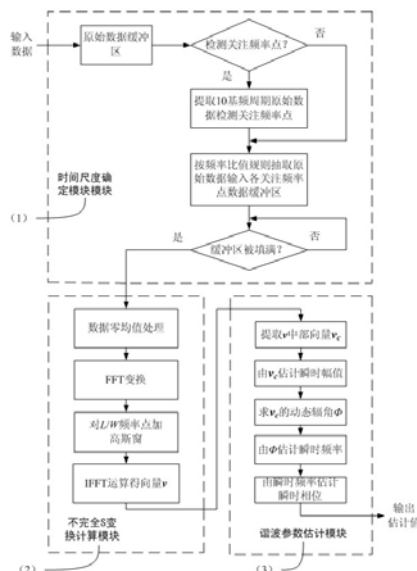 输入
数据
原始数据缓冲
区
检测关注频率点?
否
是
提取10基频周期原始数
据检测关注频率点
按频率比值规则抽取原
始数据输入各关注频率
点数据缓冲区
时间尺度确
定模块模块
(1)
缓冲区被填满?
是
否
数据零均值处理
FFT变换
对L/W频率点加
高斯窗
IFFT运算得向量v
不完全S变
换计算模块
(2)
提取v中部向量vc
由vc估计瞬时幅值
求vc的动态辐角Φ
由Φ估计瞬时频率
由瞬时频率估计
瞬时相位
输出
估计值
谐波参数估计模块
(3)